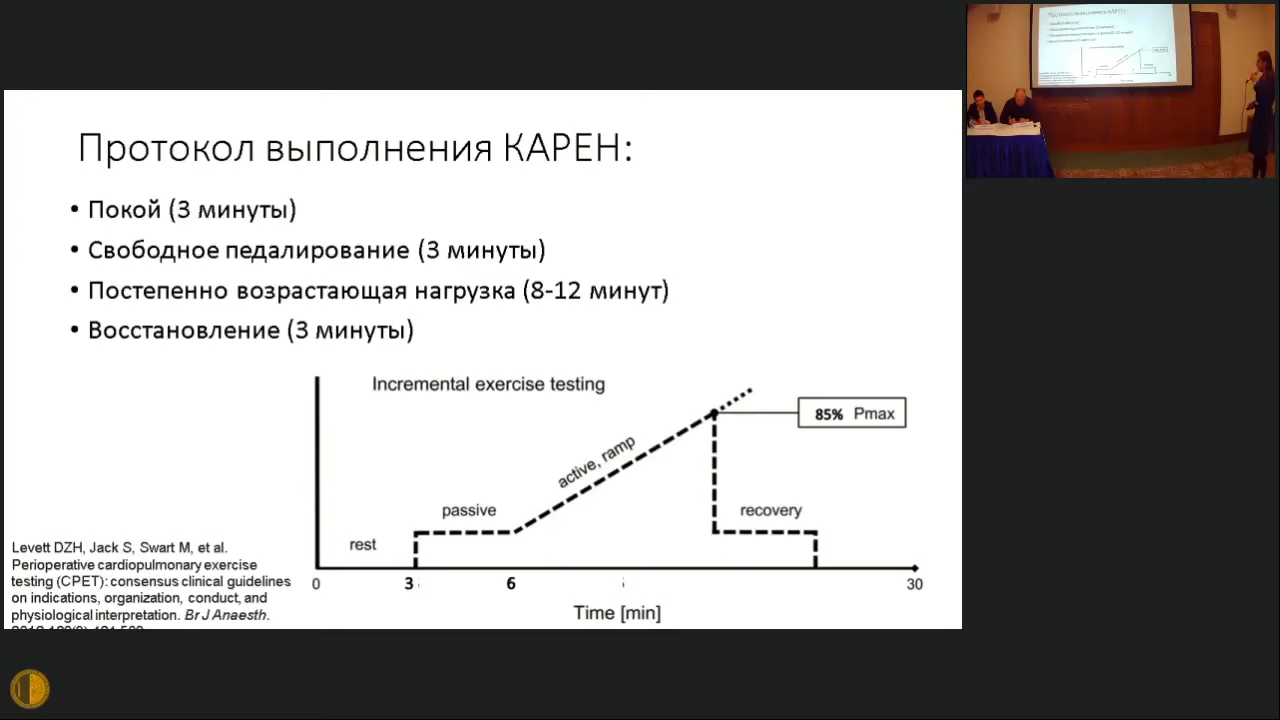 Протокол выполнения КАРЕН:
• Покой (3 минуты)
• Свободное педалирование (3 минуты)
• Постепенно возрастающая нагрузка (8-12 минут)
• Восстановление (3 минуты)
Incremental exercise testing
85% Pmax
active, ramp
passive
recovery
rest
0
3
6
30
Time [min]
Levett DZH, Jack S, Swart M, et al.
Perioperative cardiopulmonary exercise
testing (CPET): consensus clinical guidelines
on indications, organization, conduct, and
physiological interpretation. Br J Anaesth.